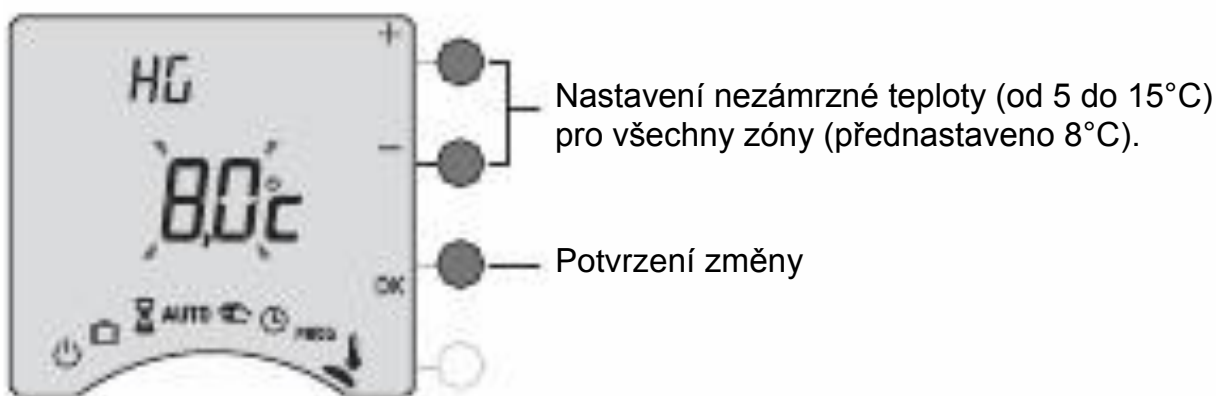 +
HG
Nastavení nezámrzné teploty (od 5 do 15°C)
pro všechny zóny (přednastaveno 8°C).
−
8,0°c
Potvrzení změny
OK
AUTO